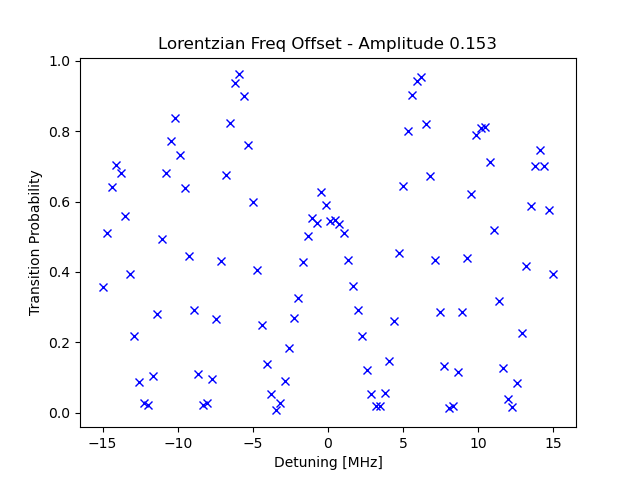 Lorentzian Freq Offset - Amplitude 0.153
1.0
0.8
0.6
0.4
0.2
0.0
Transition Probability
−15 −10 −5 0 5 10 15
Detuning [MHz]